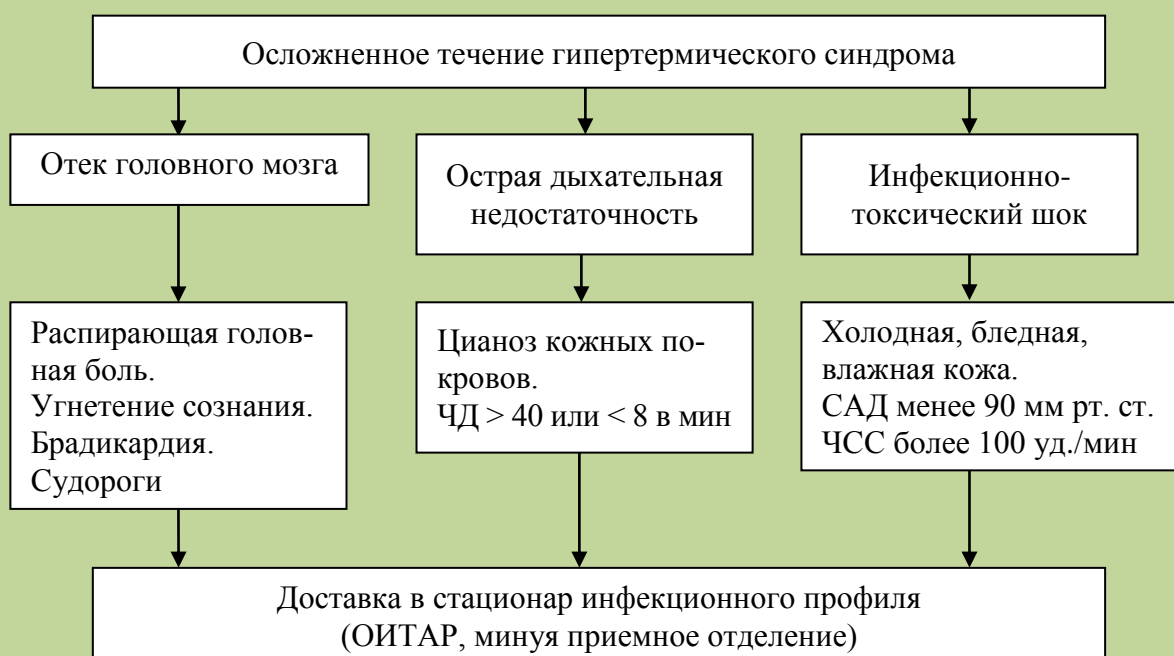 Осложненное течение гипертермического синдрома
Отек головного мозга
Острая дыхательная
недостаточность
Инфекционно-
токсический шок
Распирающая голов-
ная боль.
Угнетение сознания.
Брадикардия.
Судороги
Цианоз кожных по-
кровов.
ЧД > 40 или < 8 в мин
Холодная, бледная,
влажная кожа.
САД менее 90 мм рт. ст.
ЧСС более 100 уд./мин
Доставка в стационар инфекционного профиля
(ОИТАР, минуя приемное отделение)